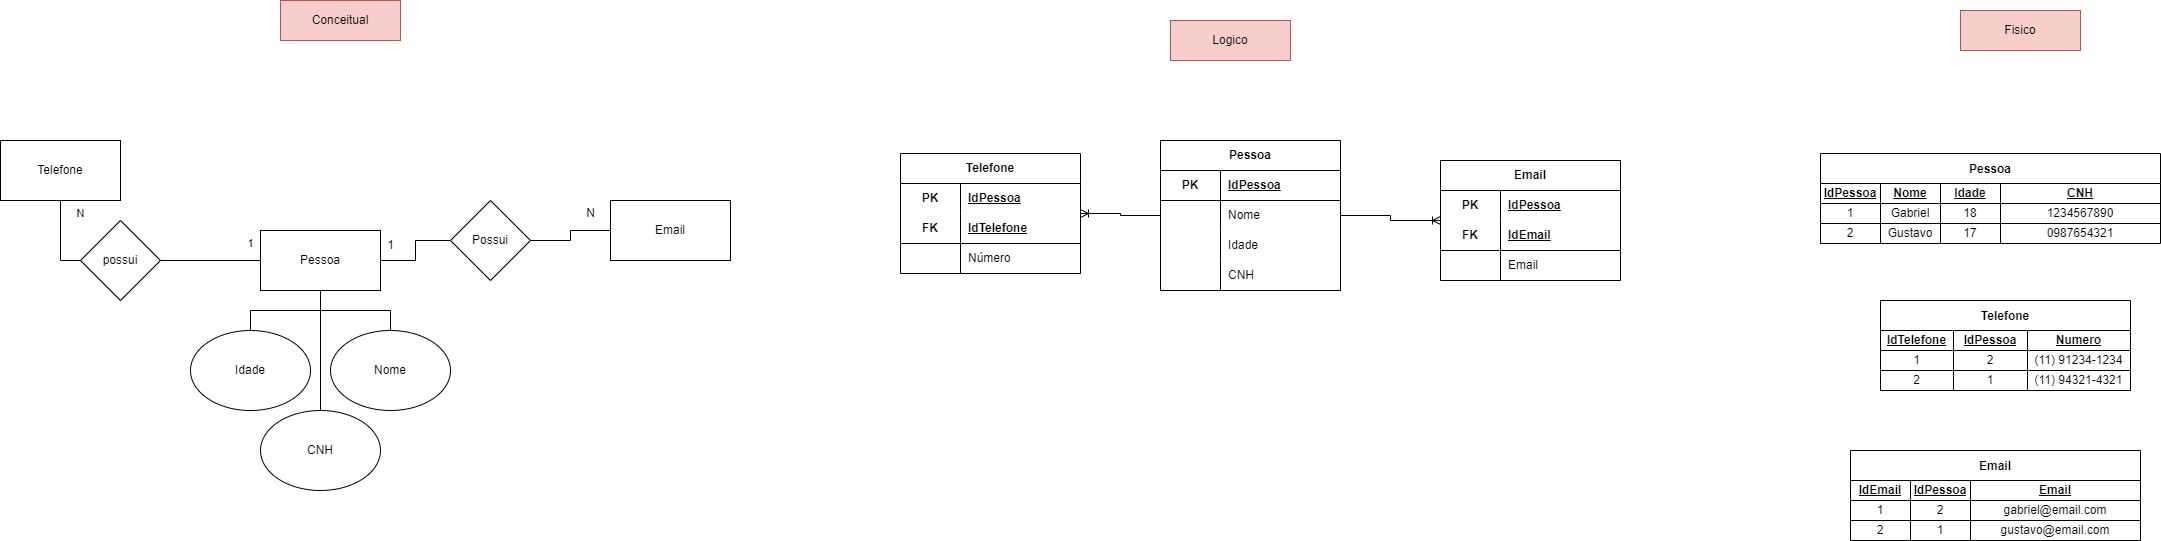 Conceitual
Telefone
N
possui
1
Pessoa
1
Possui
N
Email
Idade
Nome
CNH
Logico
Telefone
PK IdPessoa
FK IdTelefone
Número
Pessoa
PK IdPessoa
Nome
Idade
CNH
Email
PK IdPessoa
FK IdEmail
Email
Fisico
Pessoa
IdPessoa Nome Idade CNH
1 Gabriel 18 1234567890
2 Gustavo 17 0987654321
Telefone
IdTelefone IdPessoa Numero
1 2 (11) 91234-1234
2 1 (11) 94321-4321
Email
IdEmail IdPessoa Email
1 2 gabriel@email.com
2 1 gustavo@email.com